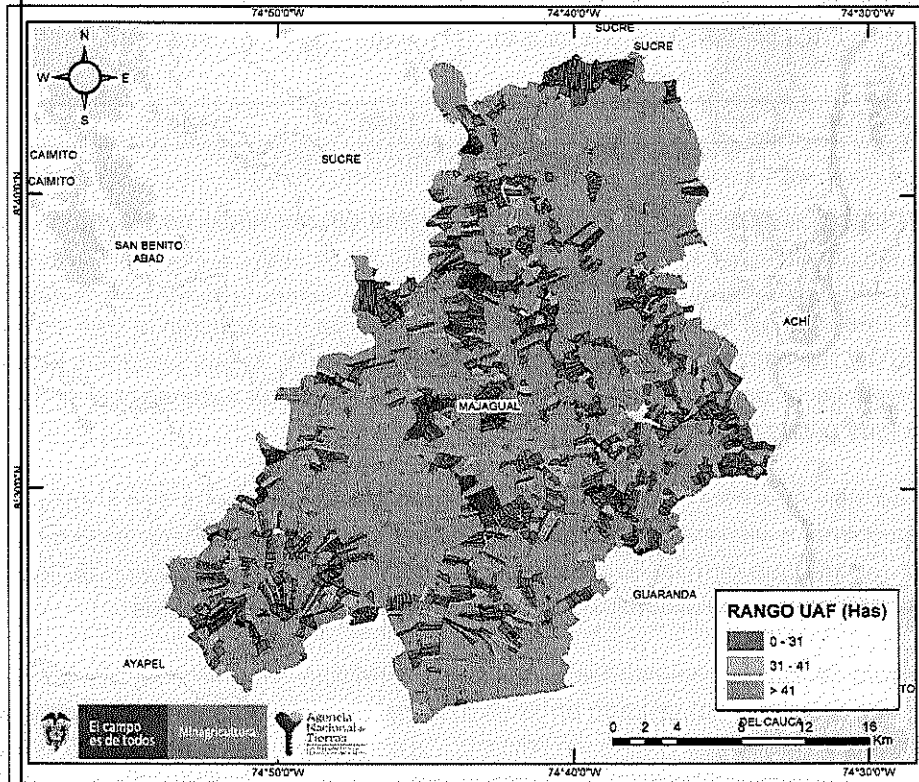 74°50'0"W 74°40'0"W 74°30'0"W
SUCRE
SUCRE
N
W E
S
CAIMITO
SUCRE
CAIMITO
SAN BENITO
ABAD
ACHÍ
MAJAGUAL
GUARANDA
RANGO UAF (Has)
0 - 31
31 - 41
> 41
AYAPEL
TO
DEL CAUCA
El campo
es de todos
Minagricultura
Agencia
Nacional de
Tierras
0 2 4 8 12 16
Km
74°50'0"W 74°40'0"W 74°30'0"W